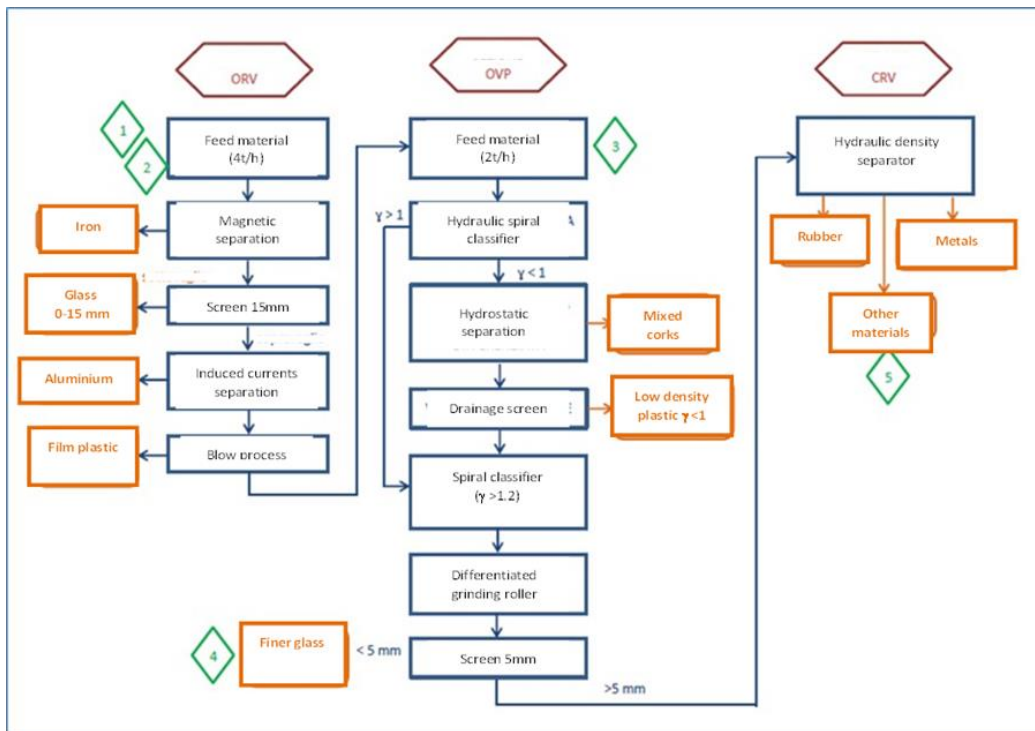 ORV
OVP
CRV
1
2
Feed material
(4t/h)
Magnetic
separation
Iron
Screen 15mm
Glass
0-15 mm
Induced currents
separation
Aluminium
Blow process
Film plastic
3
Feed material
(2t/h)
γ > 1
Hydraulic spiral
classifier
γ < 1
Hydrostatic
separation
Mixed
corks
Drainage screen
Low density
plastic γ <1
Spiral classifier
(γ >1.2)
Differentiated
grinding roller
Screen 5mm
< 5 mm
Finer glass
4
>5 mm
Hydraulic density
separator
Rubber
Metals
Other
materials
5